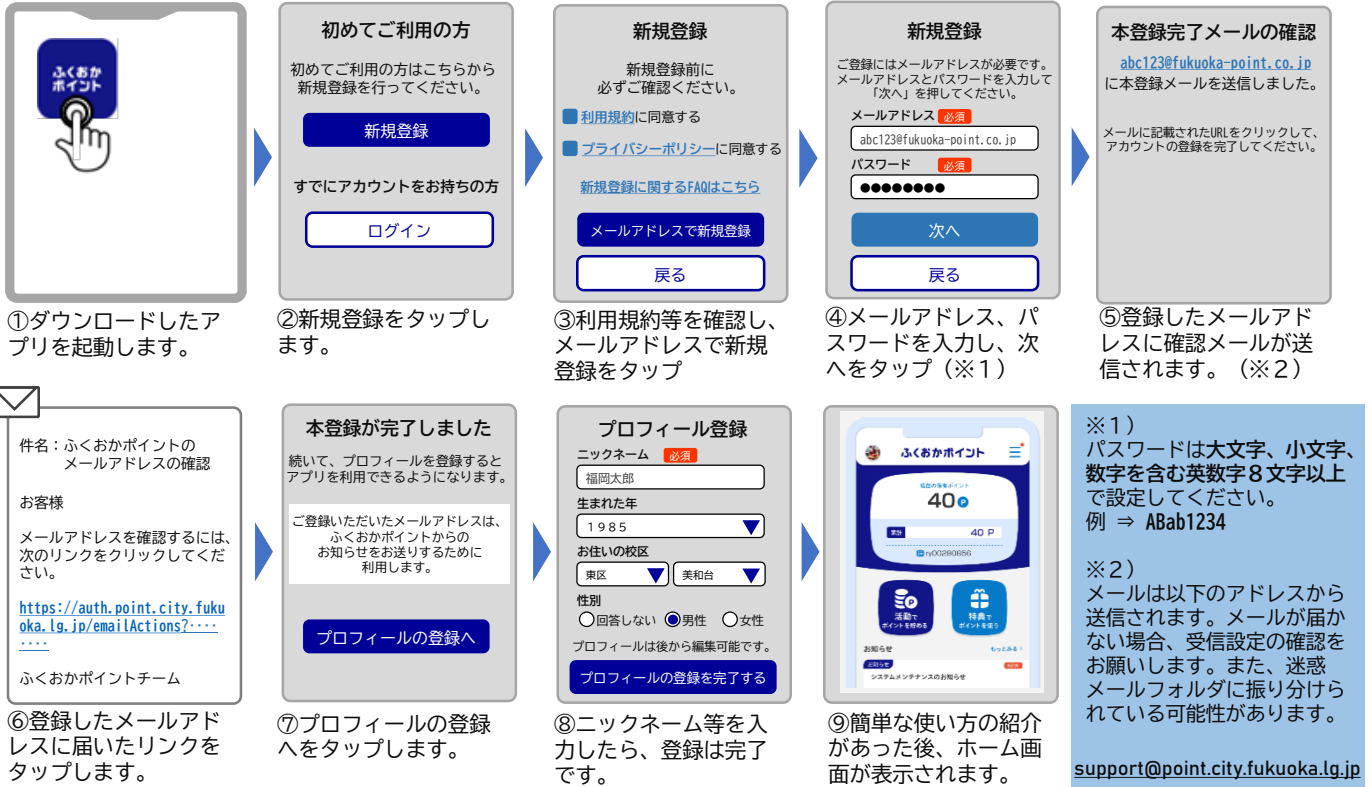 ふくおか
ポイント
①ダウンロードしたア
プリを起動します。
初めてご利用の方
初めてご利用の方はこちらから
新規登録を行ってください。
新規登録
すでにアカウントをお持ちの方
ログイン
②新規登録をタップし
ます。
新規登録
新規登録前に
必ずご確認ください。
利用規約に同意する
プライバシーポリシーに同意する
新規登録に関するFAQはこちら
メールアドレスで新規登録
戻る
③利用規約等を確認し、
メールアドレスで新規
登録をタップ
新規登録
ご登録にはメールアドレスが必要です。
メールアドレスとパスワードを入力して
「次へ」を押してください。
メールアドレス 必須
abc123@fukuoka-point.co.jp
パスワード 必須
●●●●●●●●
次へ
戻る
④メールアドレス、パ
スワードを入力し、次
へをタップ（※１）
本登録完了メールの確認
abc123@fukuoka-point.co.jp
に本登録メールを送信しました。
メールに記載されたURLをクリックして、
アカウントの登録を完了してください。
⑤登録したメールアド
レスに確認メールが送
信されます。（※２）
件名：ふくおかポイントの
メールアドレスの確認
お客様
メールアドレスを確認するには、
次のリンクをクリックしてくだ
さい。
https://auth.point.city.fuku
oka.lg.jp/emailActions?‥‥
‥‥
ふくおかポイントチーム
⑥登録したメールアド
レスに届いたリンクを
タップします。
本登録が完了しました
続いて、プロフィールを登録すると
アプリを利用できるようになります。
ご登録いただいたメールアドレスは、
ふくおかポイントからの
お知らせをお送りするために
利用します。
プロフィールの登録へ
⑦プロフィールの登録
へをタップします。
プロフィール登録
ニックネーム 必須
福岡太郎
生まれた年
１９８５
お住いの校区
東区 美和台
性別
回答しない 男性 女性
プロフィールは後から編集可能です。
プロフィールの登録を完了する
⑧ニックネーム等を入
力したら、登録は完了
です。
ふくおかポイント
現在の保有ポイント
40 P
累計 40 P
ny00280856
活動で
ポイントを貯める
特典で
ポイントを使う
お知らせ もっとみる
お知らせ
システムメンテナンスのお知らせ
⑨簡単な使い方の紹介
があった後、ホーム画
面が表示されます。
※１）
パスワードは大文字、小文字、
数字を含む英数字８文字以上
で設定してください。
例 ⇒ ABab1234
※２）
メールは以下のアドレスから
送信されます。メールが届か
ない場合、受信設定の確認を
お願いします。また、迷惑
メールフォルダに振り分けら
れている可能性があります。
support@point.city.fukuoka.lg.jp